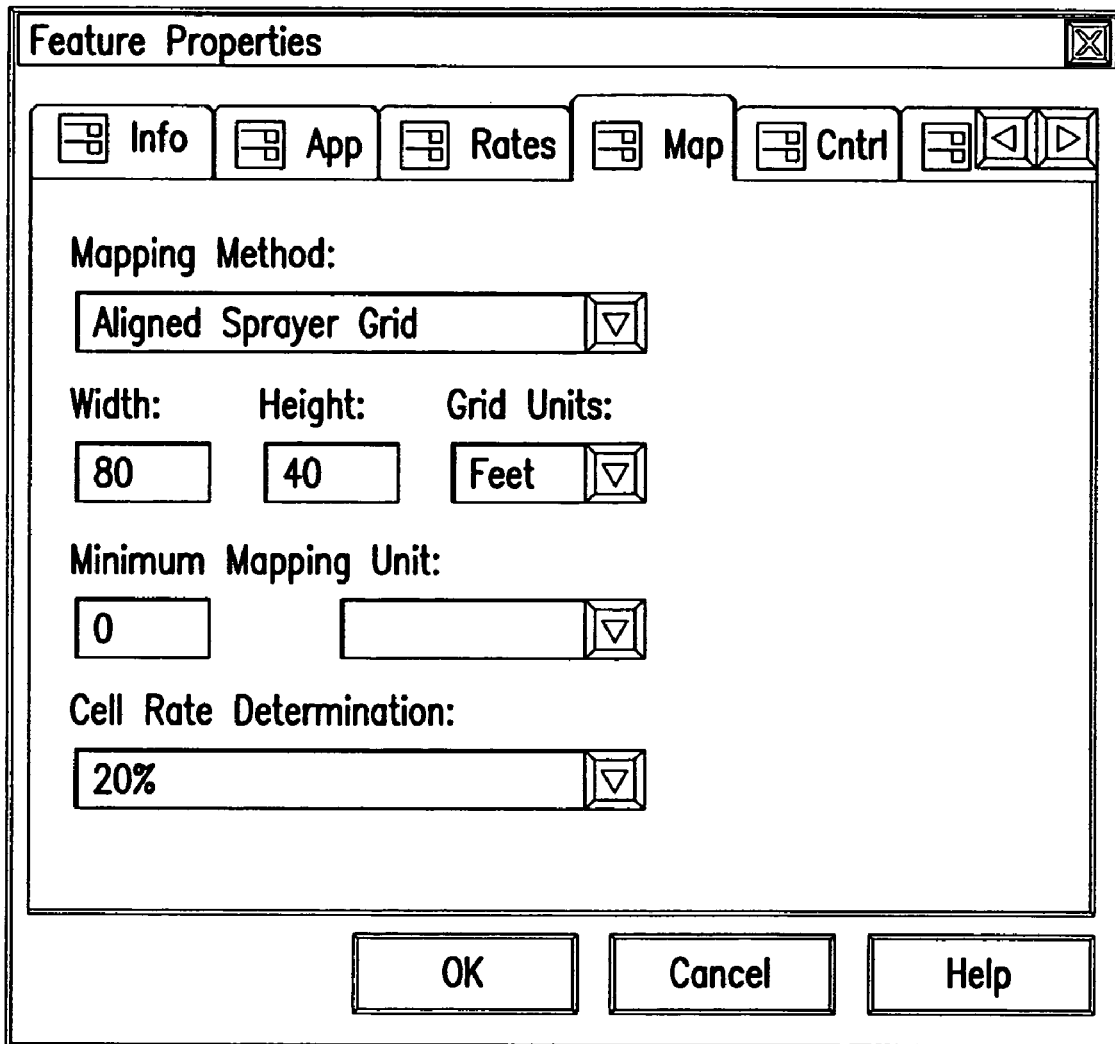 Feature Properties
Info App Rates Map Cntrl
Mapping Method:
Aligned Sprayer Grid
Width: Height: Grid Units:
80 40 Feet
Minimum Mapping Unit:
0
Cell Rate Determination:
20%
OK Cancel Help